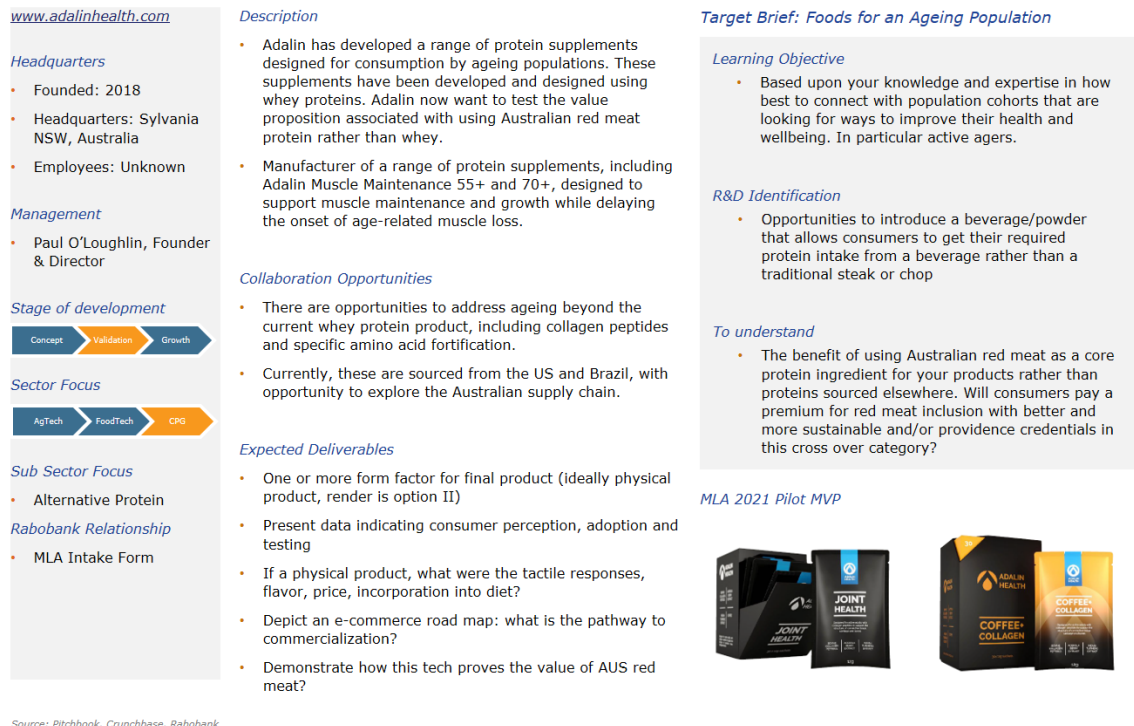 www.adalinhealth.com
Headquarters
• Founded: 2018
• Headquarters: Sylvania
NSW, Australia
• Employees: Unknown
Management
• Paul O’Loughlin, Founder
& Director
Stage of development
Concept Validation Growth
Sector Focus
AgTech FoodTech CPG
Sub Sector Focus
• Alternative Protein
Rabobank Relationship
• MLA Intake Form
Description
• Adalin has developed a range of protein supplements
designed for consumption by ageing populations. These
supplements have been developed and designed using
whey proteins. Adalin now want to test the value
proposition associated with using Australian red meat
protein rather than whey.
• Manufacturer of a range of protein supplements, including
Adalin Muscle Maintenance 55+ and 70+, designed to
support muscle maintenance and growth while delaying
the onset of age-related muscle loss.
Collaboration Opportunities
• There are opportunities to address ageing beyond the
current whey protein product, including collagen peptides
and specific amino acid fortification.
• Currently, these are sourced from the US and Brazil, with
opportunity to explore the Australian supply chain.
Expected Deliverables
• One or more form factor for final product (ideally physical
product, render is option II)
• Present data indicating consumer perception, adoption and
testing
• If a physical product, what were the tactile responses,
flavor, price, incorporation into diet?
• Depict an e-commerce road map: what is the pathway to
commercialization?
• Demonstrate how this tech proves the value of AUS red
meat?
Target Brief: Foods for an Ageing Population
Learning Objective
• Based upon your knowledge and expertise in how
best to connect with population cohorts that are
looking for ways to improve their health and
wellbeing. In particular active agers.
R&D Identification
• Opportunities to introduce a beverage/powder
that allows consumers to get their required
protein intake from a beverage rather than a
traditional steak or chop
To understand
• The benefit of using Australian red meat as a core
protein ingredient for your products rather than
proteins sourced elsewhere. Will consumers pay a
premium for red meat inclusion with better and
more sustainable and/or providence credentials in
this cross over category?
MLA 2021 Pilot MVP
JOINT
HEALTH
JOINT
HEALTH
ADALIN
HEALTH
COFFEE+
COLLAGEN
COFFEE+
COLLAGEN
Source: Pitchbook, Crunchbase, Rabobank